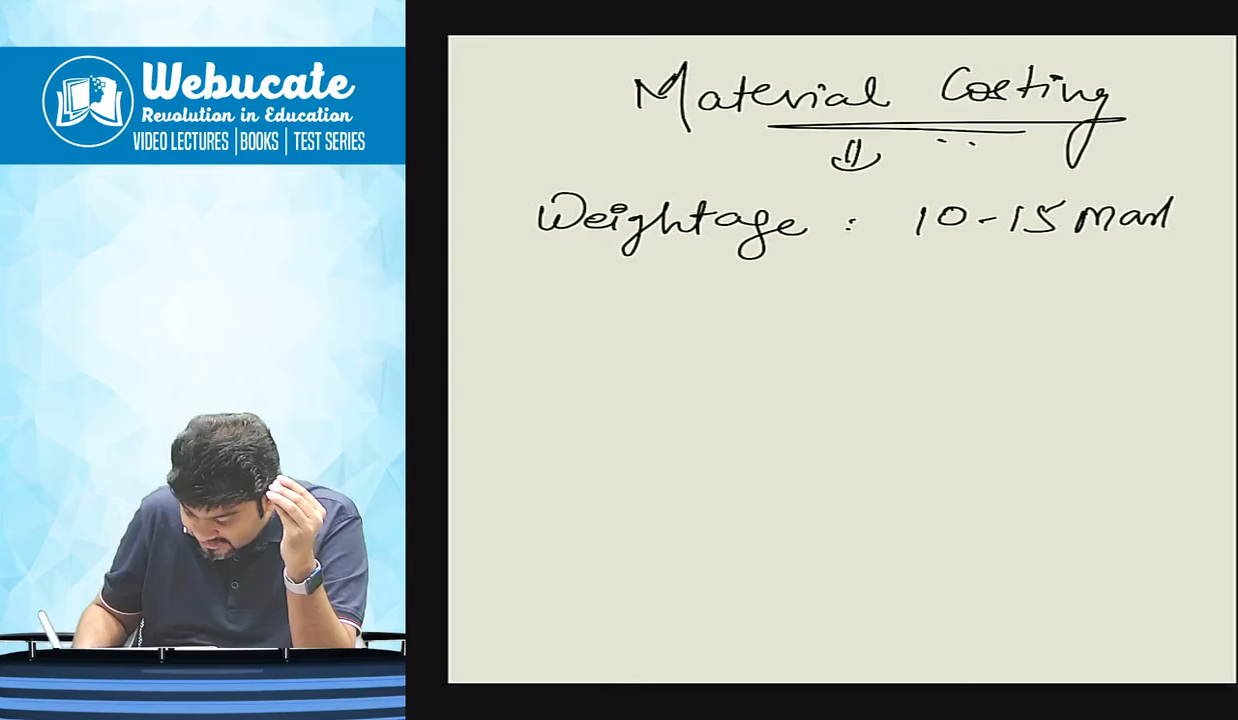 Webucate
Revolution in Education
VIDEO LECTURES | BOOKS | TEST SERIES
Material Costing
Weightage : 10-15 Mark